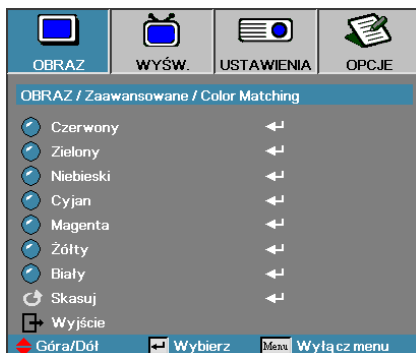 OBRAZ WYŚW. USTAWIENIA OPCJE
OBRAZ / Zaawansowane / Color Matching
Czerwony
Zielony
Niebieski
Cyjan
Magenta
Żółty
Biały
Skasuj
Wyjście
Góra/Dół Wybierz Menu Wyłącz menu